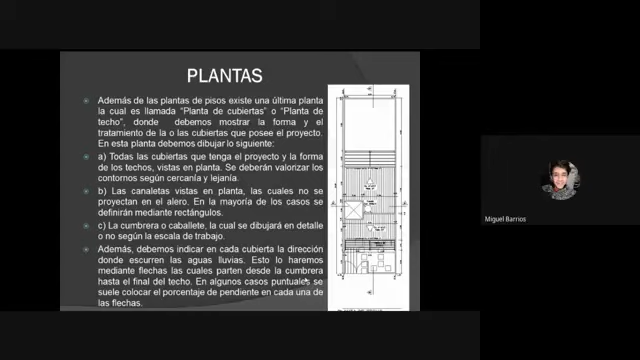 PLANTAS
Además de las plantas de pisos existe una última planta
la cual es llamada “Planta de cubiertas” o “Planta de
techo”, donde debemos mostrar la forma y el
tratamiento de la o las cubiertas que posee el proyecto.
En esta planta debemos dibujar lo siguiente:
a) Todas las cubiertas que tenga el proyecto y la forma
de los techos, vistas en planta. Se deberán valorizar los
contornos según cercanía y lejanía.
b) Las canaletas vistas en planta, las cuales no se
proyectan en el alero. En la mayoría de los casos se
definirán mediante rectángulos.
c) La cumbrera o caballete, la cual se dibujará en detalle
o no según la escala de trabajo.
Además, debemos indicar en cada cubierta la dirección
donde escurren las aguas lluvias. Esto lo haremos
mediante flechas las cuales parten desde la cumbrera
hasta el final del techo. En algunos casos puntuales se
suele colocar el porcentaje de pendiente en cada una de
las flechas.
Miguel Barrios